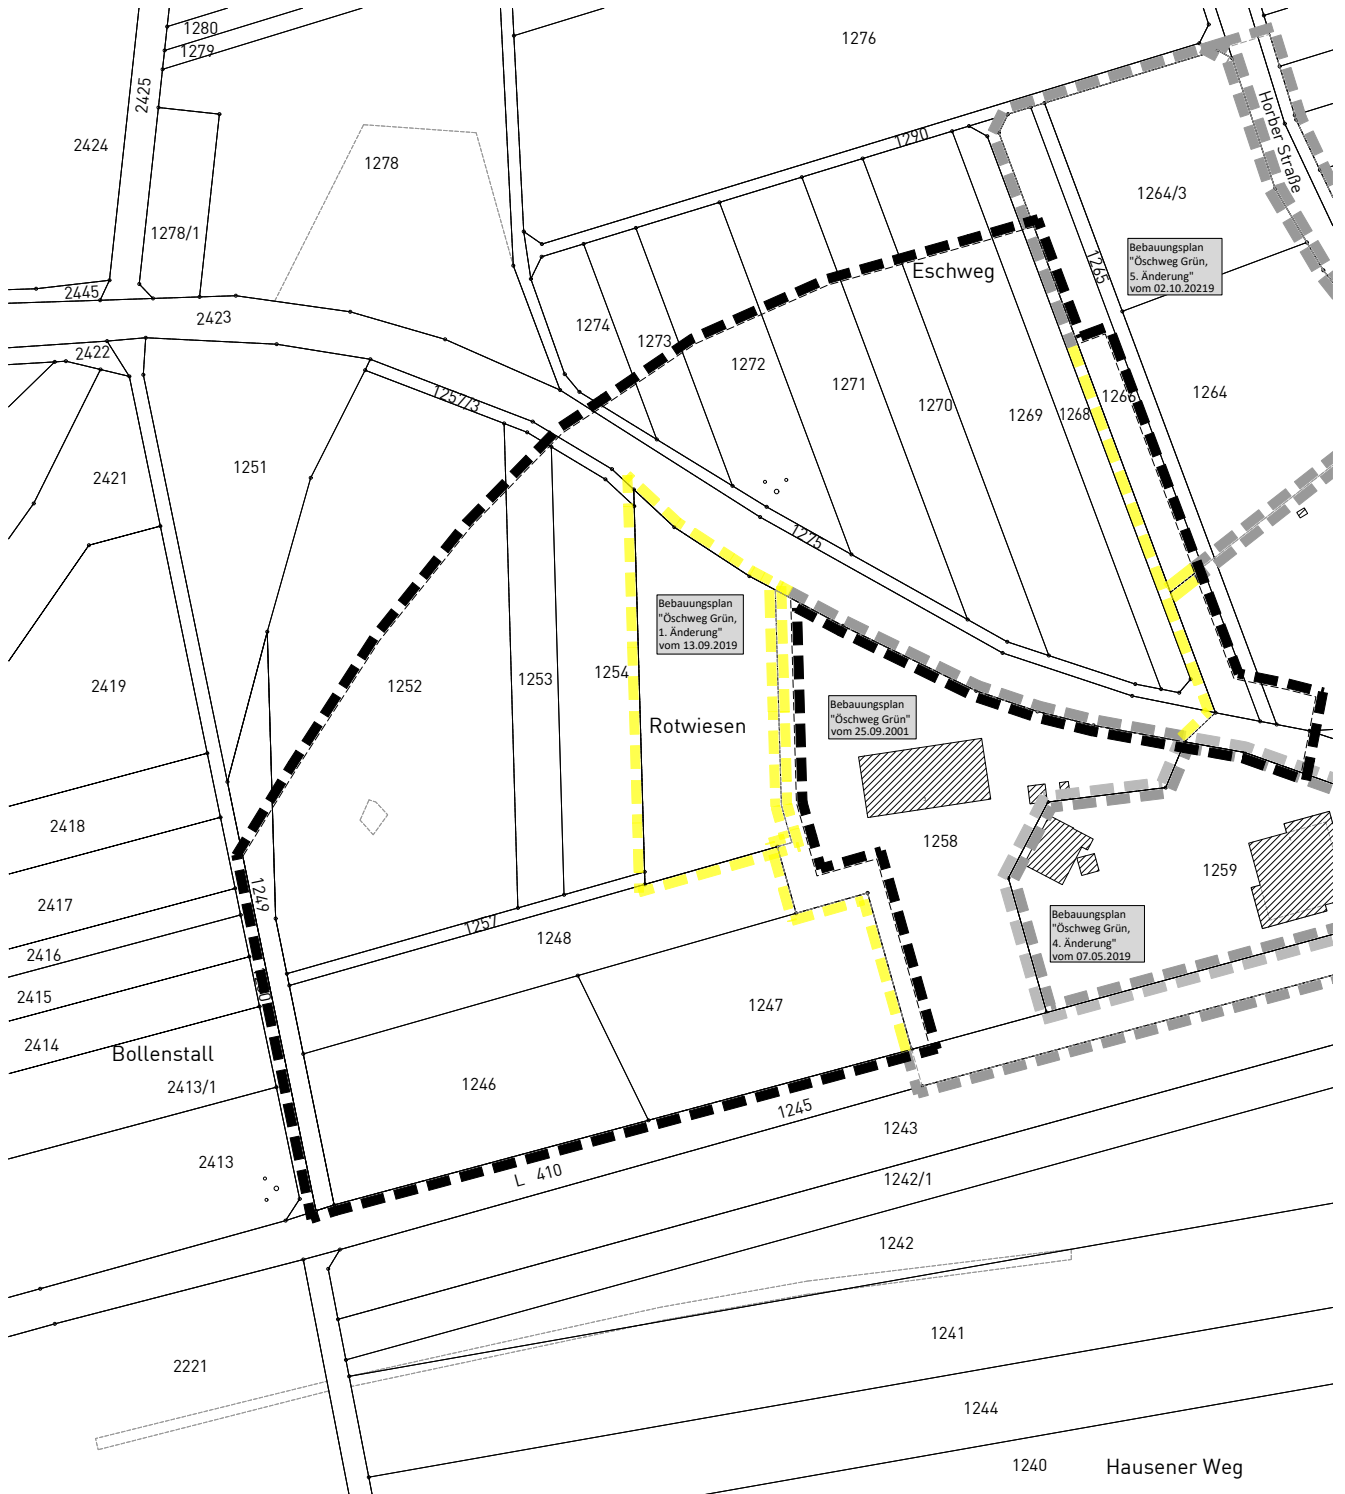 1280
1276
1279
2425
1290
Horber Straße
2424
1278
1264/3
1278/1
Bebauungsplan
"Öschweg Grün,
5. Änderung"
vom 02.10.20219
Eschweg
1265
2445
2423
1274
1273
2422
1272
1271
1264
1257/3
1270
1266
1269
1268
1251
2421
1275
Bebauungsplan
"Öschweg Grün,
1. Änderung"
vom 13.09.2019
1254
1253
2419
1252
Bebauungsplan
"Öschweg Grün"
vom 25.09.2001
Rotwiesen
2418
1258
1259
1249
2417
1257
Bebauungsplan
"Öschweg Grün,
4. Änderung"
vom 07.05.2019
1248
2416
2415
1247
2414
Bollenstall
2413/1
1246
1245
1243
2413
L 410
1242/1
1242
1241
2221
1244
1240
Hausener Weg